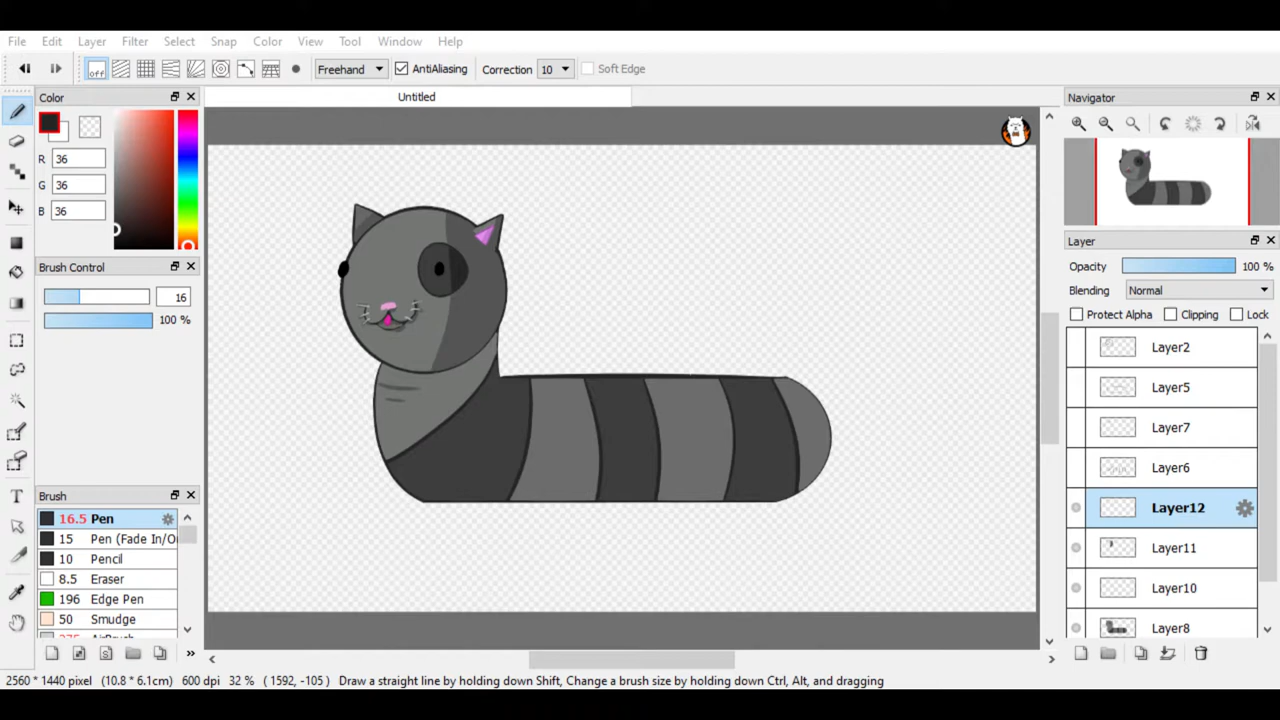 File Edit Layer Filter Select Snap Color View Tool Window Help
off Freehand AntiAliasing Correction 10 Soft Edge
Color
Untitled
Navigator
R 36
G 36
B 36
Layer
Brush Control
Opacity 100 %
16
Blending Normal
100 %
Protect Alpha Clipping Lock
Layer2
Layer5
Layer7
Layer6
Brush
Layer12
16.5 Pen
15 Pen (Fade In/O
Layer11
10 Pencil
8.5 Eraser
Layer10
196 Edge Pen
50 Smudge
Layer8
AirBrush
»
2560 * 1440 pixel (10.8 * 6.1cm) 600 dpi 32 % ( 1592, -105) Draw a straight line by holding down Shift, Change a brush size by holding down Ctrl, Alt, and dragging